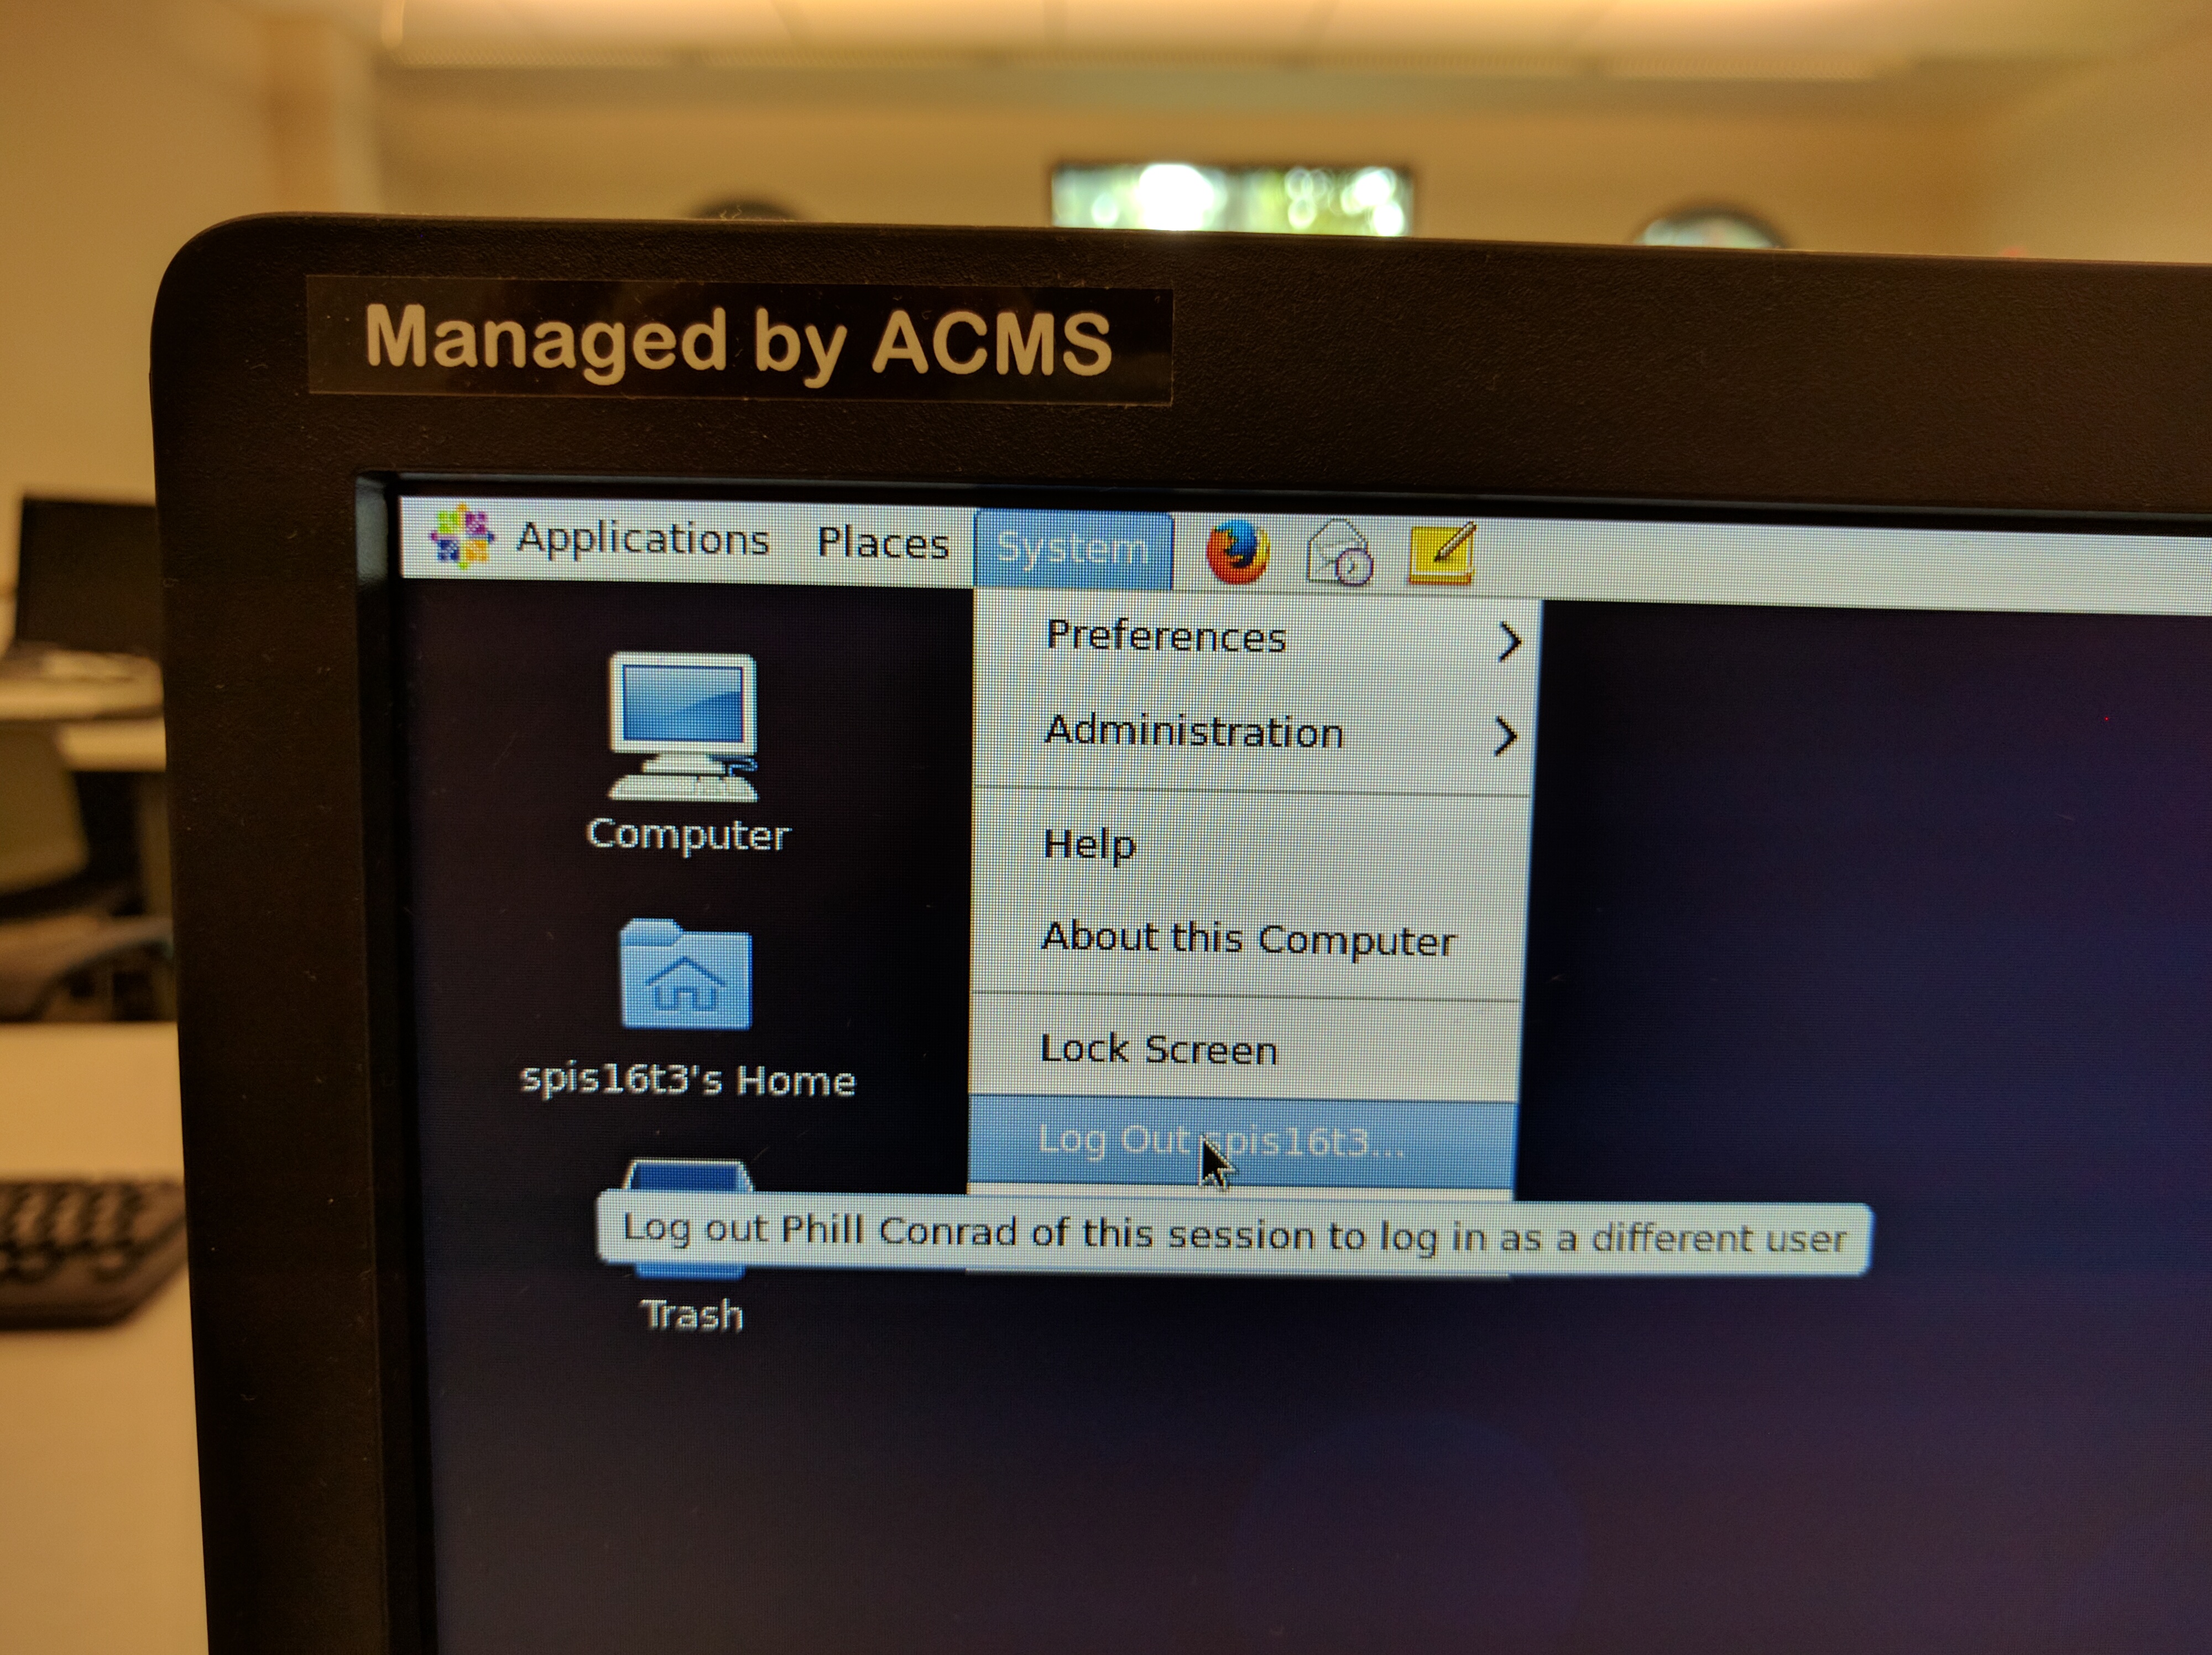 Managed by ACMS
Applications Places System
Preferences
Administration
Help
About this Computer
Lock Screen
Log Out spis16t3...
Log out Phill Conrad of this session to log in as a different user
Computer
spis16t3's Home
Trash